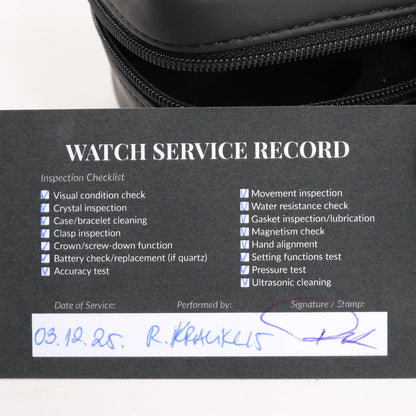 WATCH SERVICE RECORD
Inspection Checklist
Visual condition check
Crystal inspection
Case/bracelet cleaning
Clasp inspection
Crown/screw-down function
Battery check/replacement (if quartz)
Accuracy test
Movement inspection
Water resistance check
Gasket inspection/lubrication
Magnetism check
Hand alignment
Setting functions test
Pressure test
Ultrasonic cleaning
Date of Service: Performed by: Signature / Stamp:
03.12.25. R.